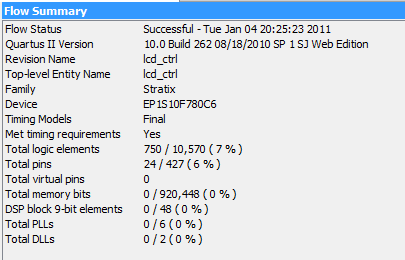 Flow Summary
Flow Status Successful - Tue Jan 04 20:25:23 2011
Quartus II Version 10.0 Build 262 08/18/2010 SP 1 SJ Web Edition
Revision Name lcd_ctrl
Top-level Entity Name lcd_ctrl
Family Stratix
Device EP1S10F780C6
Timing Models Final
Met timing requirements Yes
Total logic elements 750 / 10,570 ( 7 % )
Total pins 24 / 427 ( 6 % )
Total virtual pins 0
Total memory bits 0 / 920,448 ( 0 % )
DSP block 9-bit elements 0 / 48 ( 0 % )
Total PLLs 0 / 6 ( 0 % )
Total DLLs 0 / 2 ( 0 % )